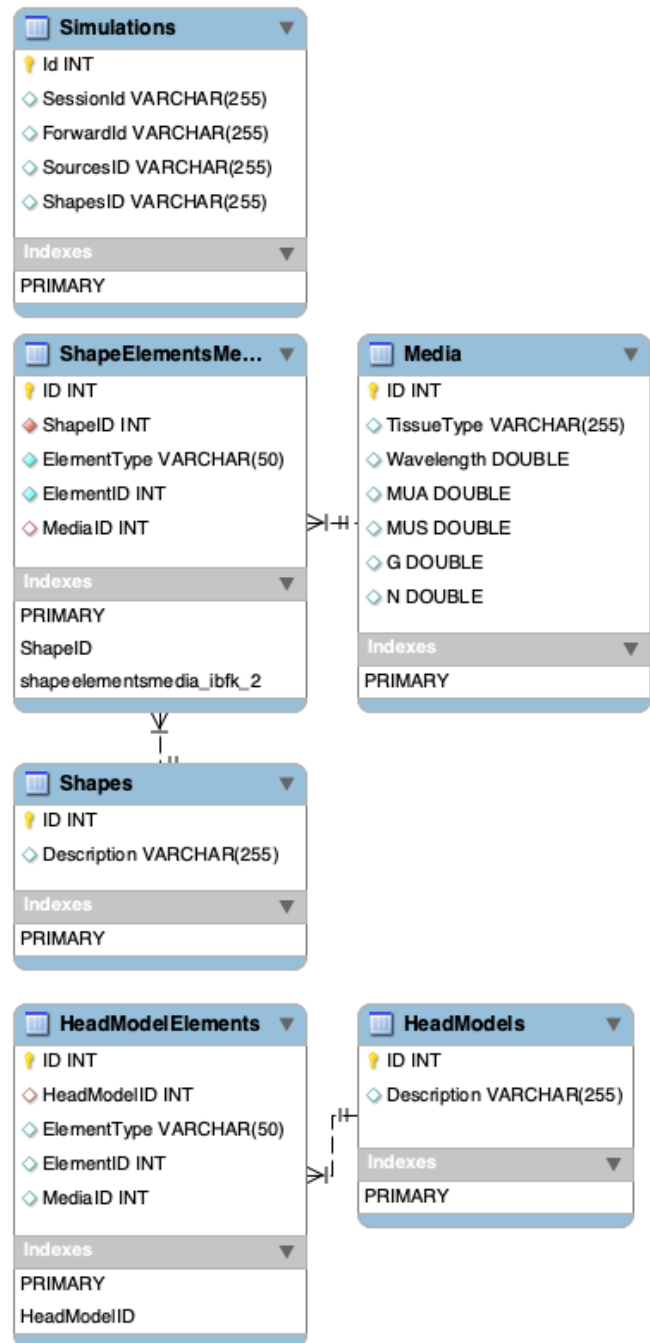 Simulations
Id INT
SessionId VARCHAR(255)
ForwardId VARCHAR(255)
SourcesID VARCHAR(255)
ShapesID VARCHAR(255)
Indexes
PRIMARY
ShapeElementsMe...
ID INT
ShapeID INT
ElementType VARCHAR(50)
ElementID INT
MediaID INT
Indexes
PRIMARY
ShapeID
shapeelementsmedia_ibfk_2
Media
ID INT
TissueType VARCHAR(255)
Wavelength DOUBLE
MUA DOUBLE
MUS DOUBLE
G DOUBLE
N DOUBLE
Indexes
PRIMARY
Shapes
ID INT
Description VARCHAR(255)
Indexes
PRIMARY
HeadModelElements
ID INT
HeadModelID INT
ElementType VARCHAR(50)
ElementID INT
MediaID INT
Indexes
PRIMARY
HeadModelID
HeadModels
ID INT
Description VARCHAR(255)
Indexes
PRIMARY